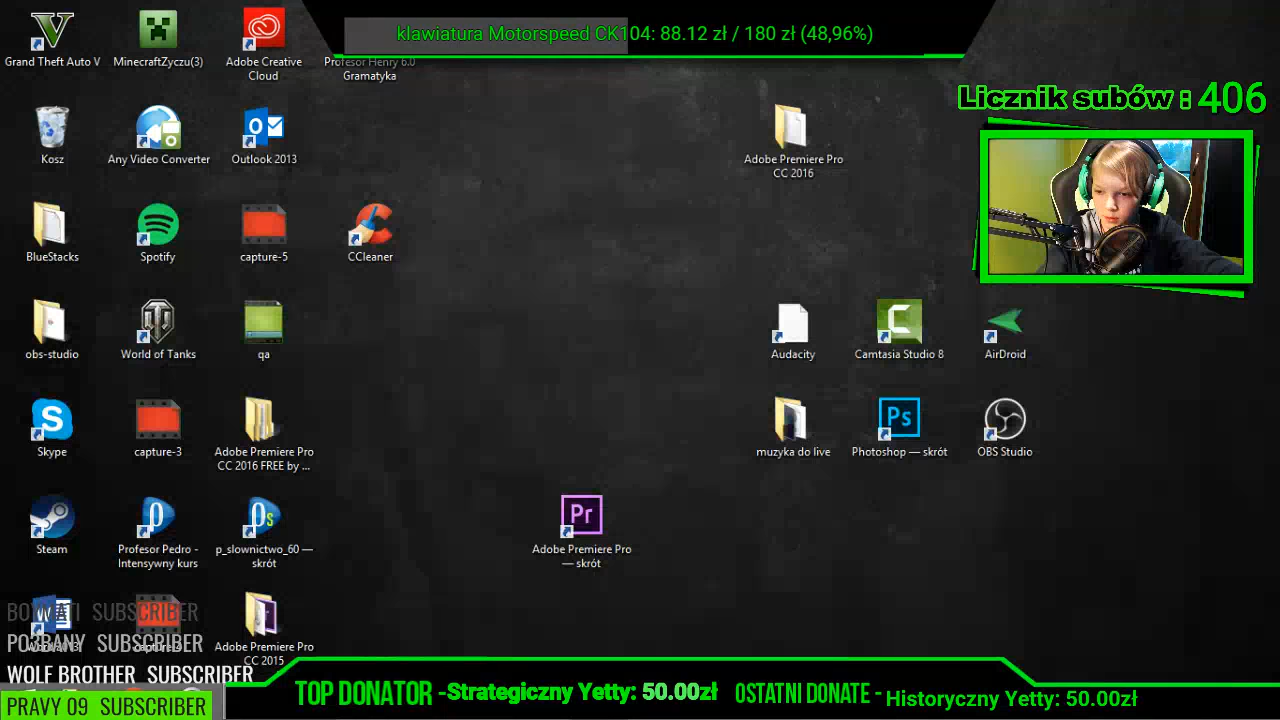 klawiatura Motorspeed CK104: 88.12 zł / 180 zł (48,96%)
Grand Theft Auto V
MinecraftZyczu(3)
Adobe Creative
Cloud
Profesor Henry 6.0
Gramatyka
Licznik subów : 406
Kosz
Any Video Converter
Outlook 2013
Adobe Premiere Pro
CC 2016
BlueStacks
Spotify
capture-5
CCleaner
obs-studio
World of Tanks
qa
Audacity
Camtasia Studio 8
AirDroid
Skype
capture-3
Adobe Premiere Pro
CC 2016 FREE by ...
muzyka do live
Ps
Photoshop — skrót
OBS Studio
Steam
Profesor Pedro -
Intensywny kurs
p_slownictwo_60 —
skrót
Pr
Adobe Premiere Pro
— skrót
SUBSCRIBER
PO3BANY SUBSCRIBER
Adobe Premiere Pro
CC 2015
WOLF BROTHER SUBSCRIBER
PRAVY 09 SUBSCRIBER
TOP DONATOR -Strategiczny Yetty: 50.00zł
OSTATNI DONATE - Historyczny Yetty: 50.00zł